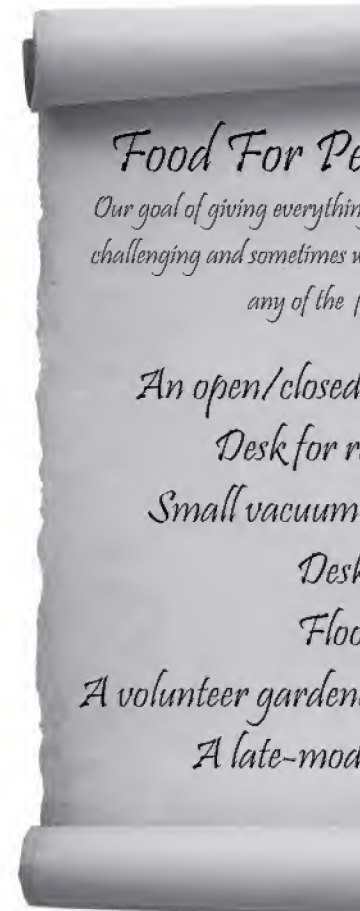 Food For Pe
Our goal of giving everything
challenging and sometimes w
any of the
An open/closed
Desk for r
Small vacuum
Desk
Floo
A volunteer garden
A late-mod